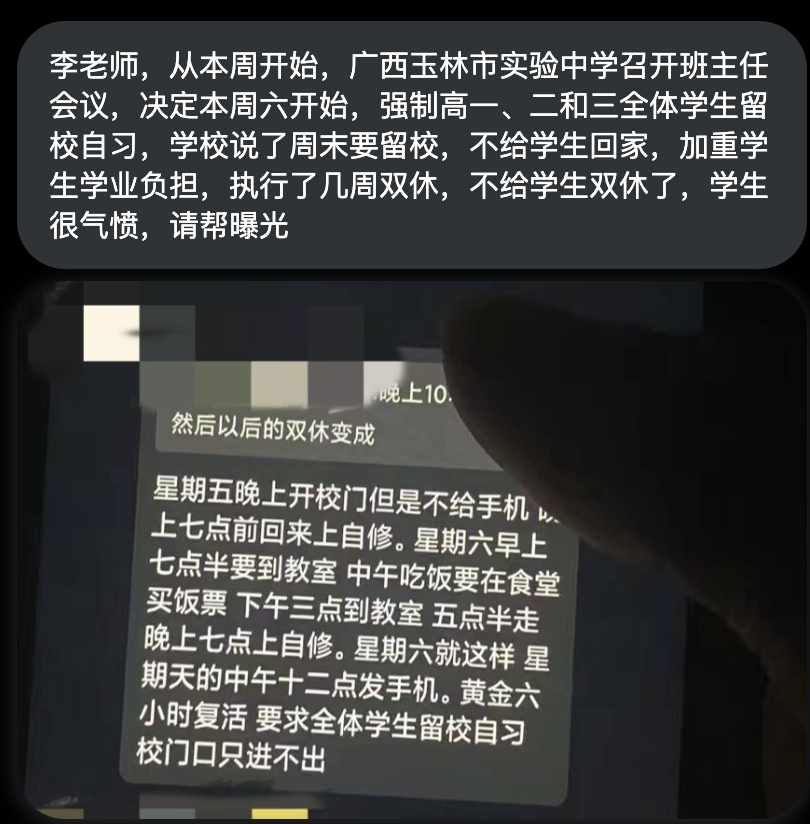 李老师，从本周开始，广西玉林市实验中学召开班主任
会议，决定本周六开始，强制高一、二和三全体学生留
校自习，学校说了周末要留校，不给学生回家，加重学
生学业负担，执行了几周双休，不给学生双休了，学生
很气愤，请帮曝光
晚上10
然后以后的双休变成
星期五晚上开校门但是不给手机
上七点前回来上自修。星期六早上
七点半要到教室 中午吃饭要在食堂
买饭票 下午三点到教室 五点半走
晚上七点上自修。星期六就这样 星
期天的中午十二点发手机。黄金六
小时复活 要求全体学生留校自习
校门口只进不出